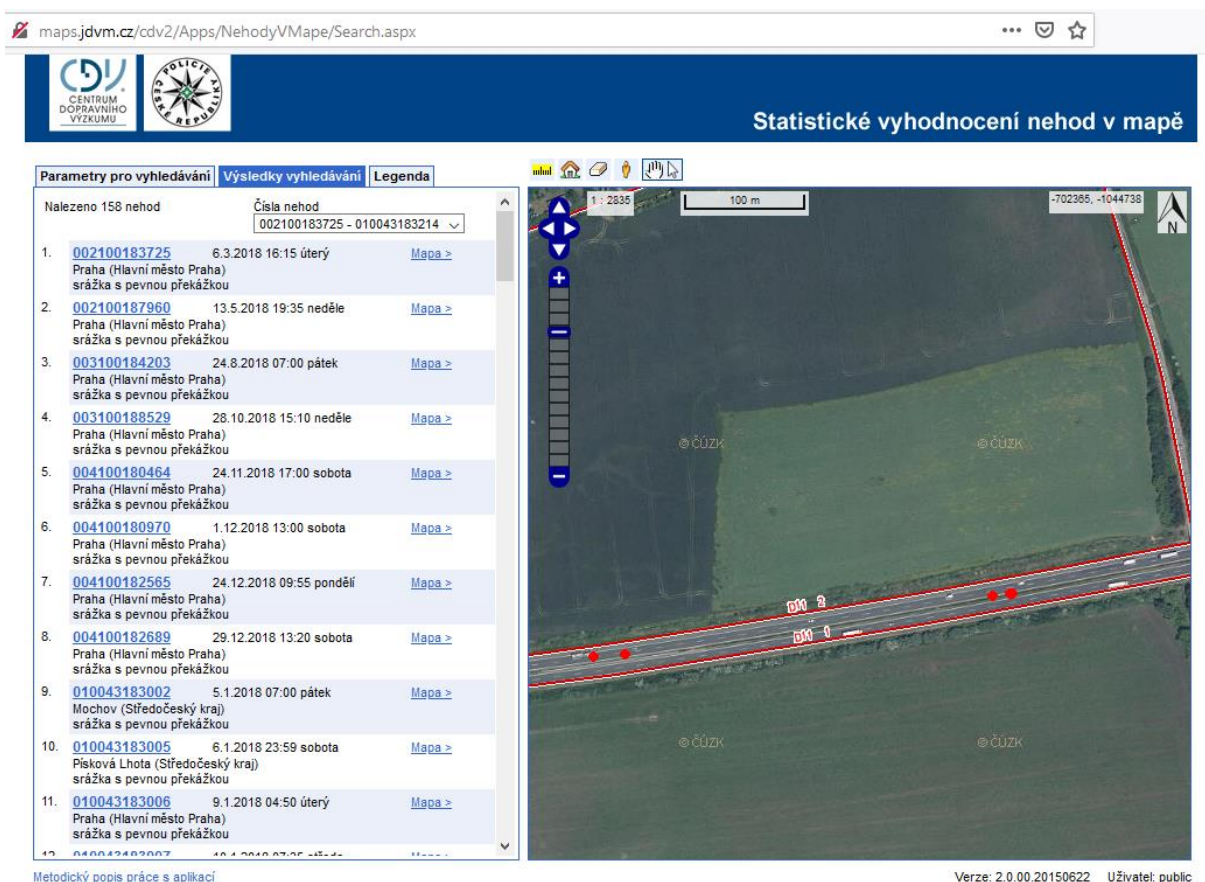 maps.jdvm.cz/cdv2/Apps/NehodyVMape/Search.aspx
CDV
CENTRUM
DOPRAVNÍHO
VÝZKUMU
POLICIE
ČESKÉ REPUBLIKY
Statistické vyhodnocení nehod v mapě
Parametry pro vyhledávání Výsledky vyhledávání Legenda
Nalezeno 158 nehod Čísla nehod
002100183725 - 010043183214
1. 002100183725 6.3.2018 16:15 úterý Mapa >
Praha (Hlavní město Praha)
srážka s pevnou překážkou
2. 002100187960 13.5.2018 19:35 neděle Mapa >
Praha (Hlavní město Praha)
srážka s pevnou překážkou
3. 003100184203 24.8.2018 07:00 pátek Mapa >
Praha (Hlavní město Praha)
srážka s pevnou překážkou
4. 003100188529 28.10.2018 15:10 neděle Mapa >
Praha (Hlavní město Praha)
srážka s pevnou překážkou
5. 004100180464 24.11.2018 17:00 sobota Mapa >
Praha (Hlavní město Praha)
srážka s pevnou překážkou
6. 004100180970 1.12.2018 13:00 sobota Mapa >
Praha (Hlavní město Praha)
srážka s pevnou překážkou
7. 004100182565 24.12.2018 09:55 pondělí Mapa >
Praha (Hlavní město Praha)
srážka s pevnou překážkou
8. 004100182689 29.12.2018 13:20 sobota Mapa >
Praha (Hlavní město Praha)
srážka s pevnou překážkou
9. 010043183002 5.1.2018 07:00 pátek Mapa >
Mochov (Středočeský kraj)
srážka s pevnou překážkou
10. 010043183005 6.1.2018 23:59 sobota Mapa >
Písková Lhota (Středočeský kraj)
srážka s pevnou překážkou
11. 010043183006 9.1.2018 04:50 úterý Mapa >
Praha (Hlavní město Praha)
srážka s pevnou překážkou
1 : 2835
100 m
-702365, -1044738
N
© ČÚZK
© ČÚZK
D11 2
D11 1
© ČÚZK
© ČÚZK
Metodický popis práce s aplikací
Verze: 2.0.00.20150622 Uživatel: public